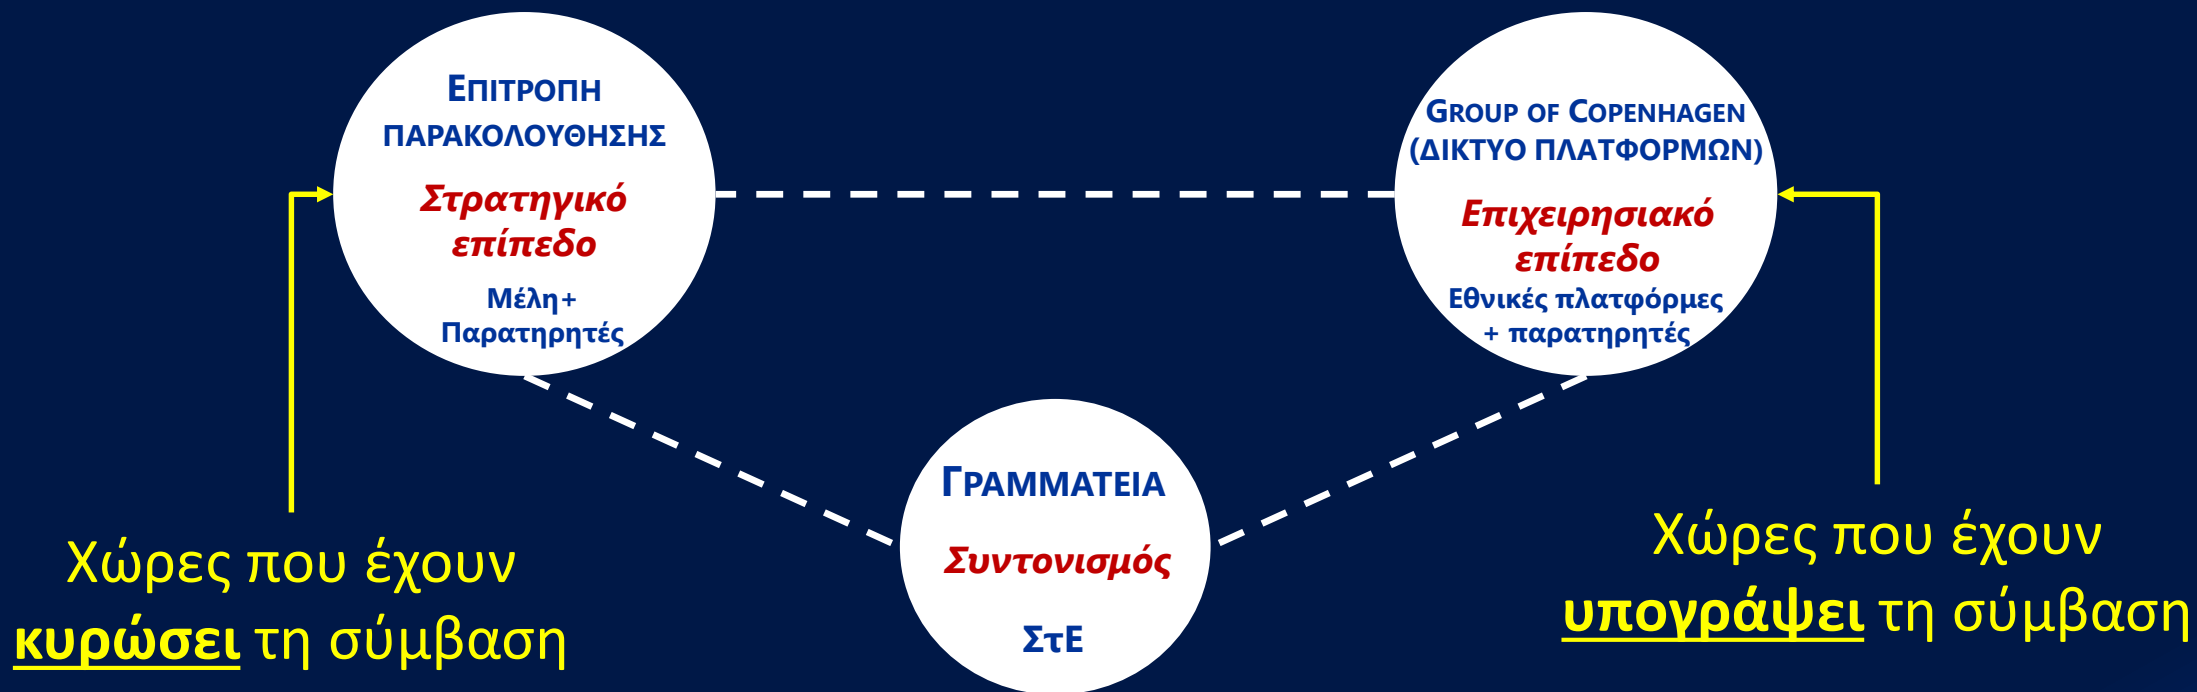 ΕΠΙΤΡΟΠΗ
ΠΑΡΑΚΟΛΟΥΘΗΣΗΣ
Στρατηγικό
επίπεδο
Μέλη+
Παρατηρητές
GROUP OF COPENHAGEN
(ΔΙΚΤΥΟ ΠΛΑΤΦΟΡΜΩΝ)
Επιχειρησιακό
επίπεδο
Εθνικές πλατφόρμες
+ παρατηρητές
ΓΡΑΜΜΑΤΕΙΑ
Συντονισμός
ΣτΕ
Χώρες που έχουν
κυρώσει τη σύμβαση
Χώρες που έχουν
υπογράψει τη σύμβαση